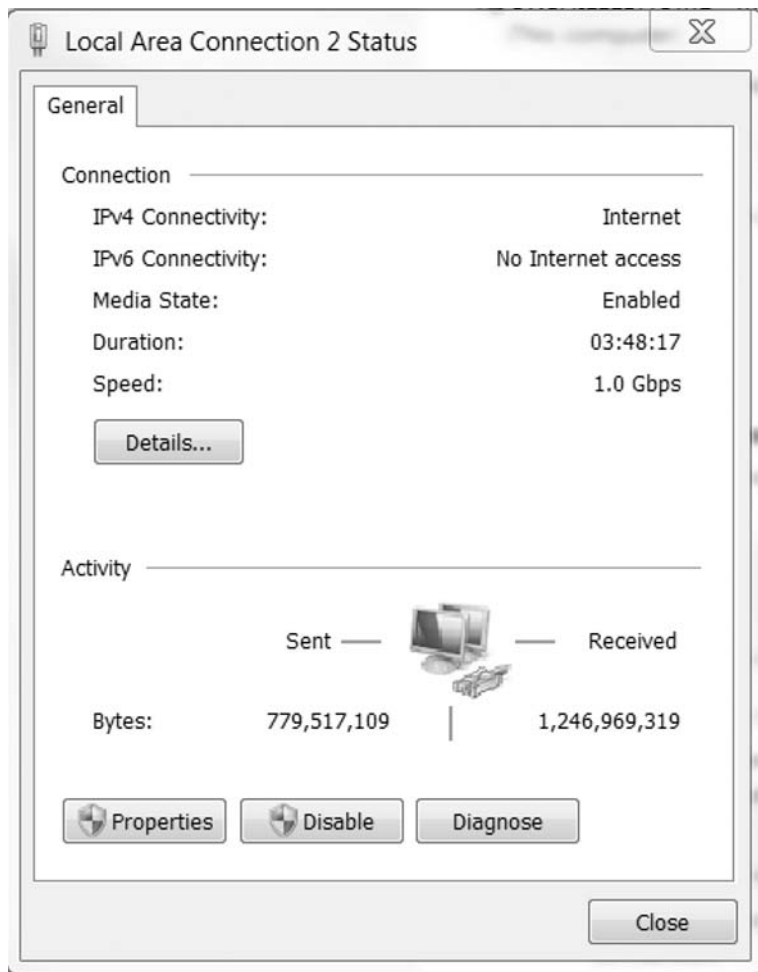 Local Area Connection 2 Status
General
Connection
IPv4 Connectivity: Internet
IPv6 Connectivity: No Internet access
Media State: Enabled
Duration: 03:48:17
Speed: 1.0 Gbps
Details...
Activity
Sent Received
Bytes: 779,517,109 1,246,969,319
Properties Disable Diagnose
Close